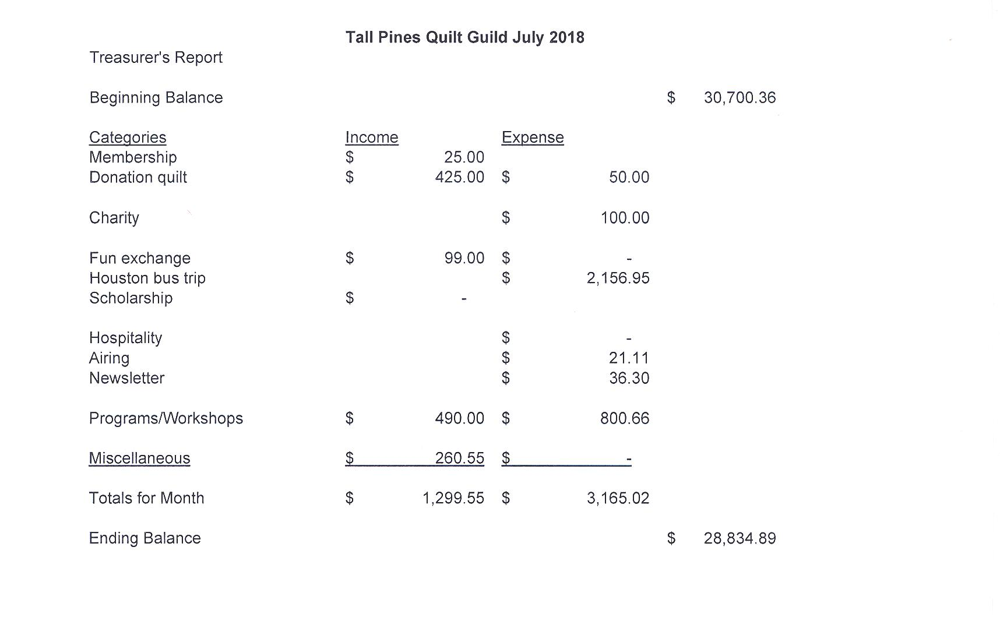 Tall Pines Quilt Guild July 2018
Treasurer's Report
Beginning Balance $ 30,700.36
Categories Income Expense
Membership $ 25.00
Donation quilt $ 425.00 $ 50.00
Charity $ 100.00
Fun exchange $ 99.00 $ -
Houston bus trip $ 2,156.95
Scholarship $ -
Hospitality $ -
Airing $ 21.11
Newsletter $ 36.30
Programs/Workshops $ 490.00 $ 800.66
Miscellaneous $ 260.55 $ -
Totals for Month $ 1,299.55 $ 3,165.02
Ending Balance $ 28,834.89